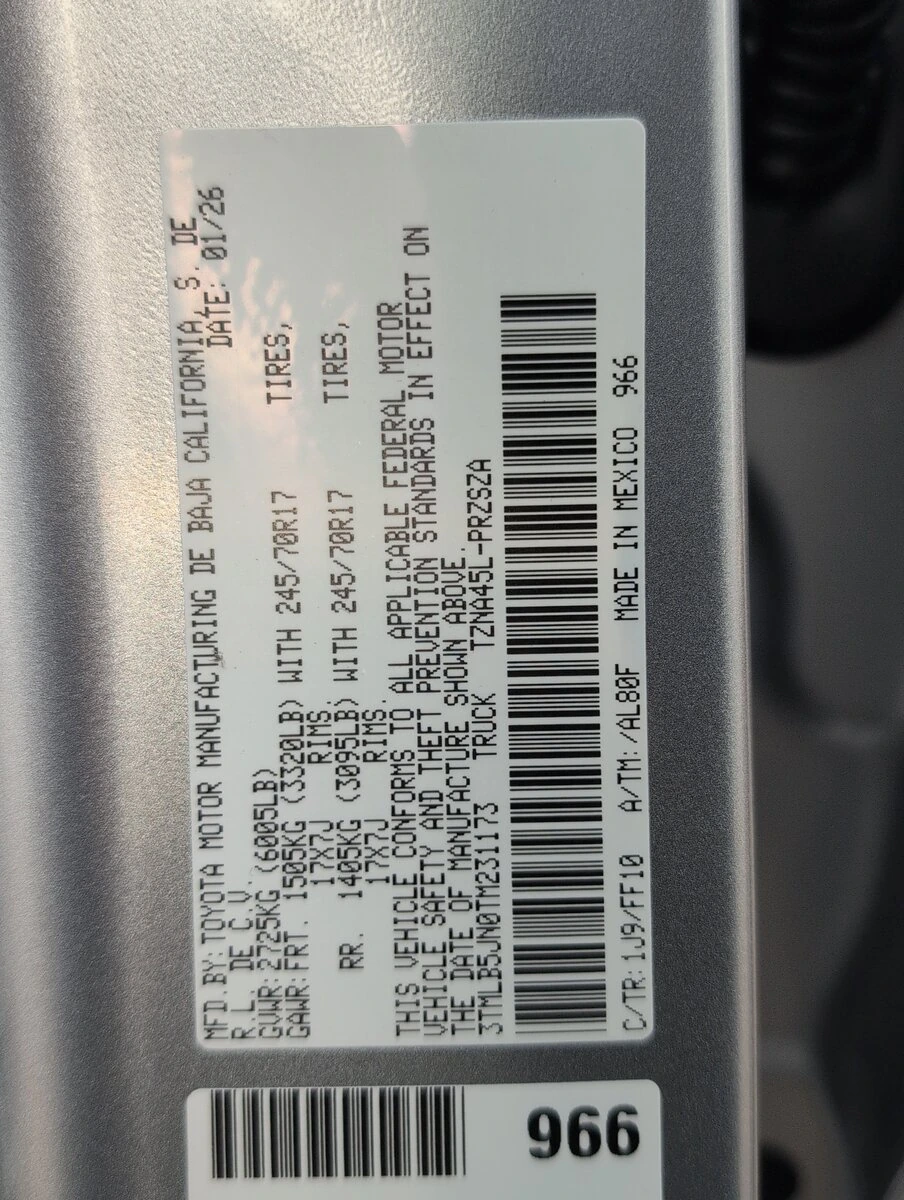 MFD.BY: TOYOTA MOTOR MANUFACTURING DE BAJA CALIFORNIA, S. DE
R.L. DE C.V. DATE: 01/26
GVWR: 2725KG (6005LB)
GAWR: FRT. 1505KG (3320LB) WITH 245/70R17 TIRES,
17X7J RIMS.
RR. 1405KG (3095LB) WITH 245/70R17 TIRES,
17X7J RIMS.
THIS VEHICLE CONFORMS TO ALL APPLICABLE FEDERAL MOTOR
VEHICLE SAFETY AND THEFT PREVENTION STANDARDS IN EFFECT ON
THE DATE OF MANUFACTURE SHOWN ABOVE.
3TMLB5JN0TM231173 TRUCK TZNA45L-PRZSZA
C/TR: 1J9/FF10 A/TM: /AL80F MADE IN MEXICO 966
966